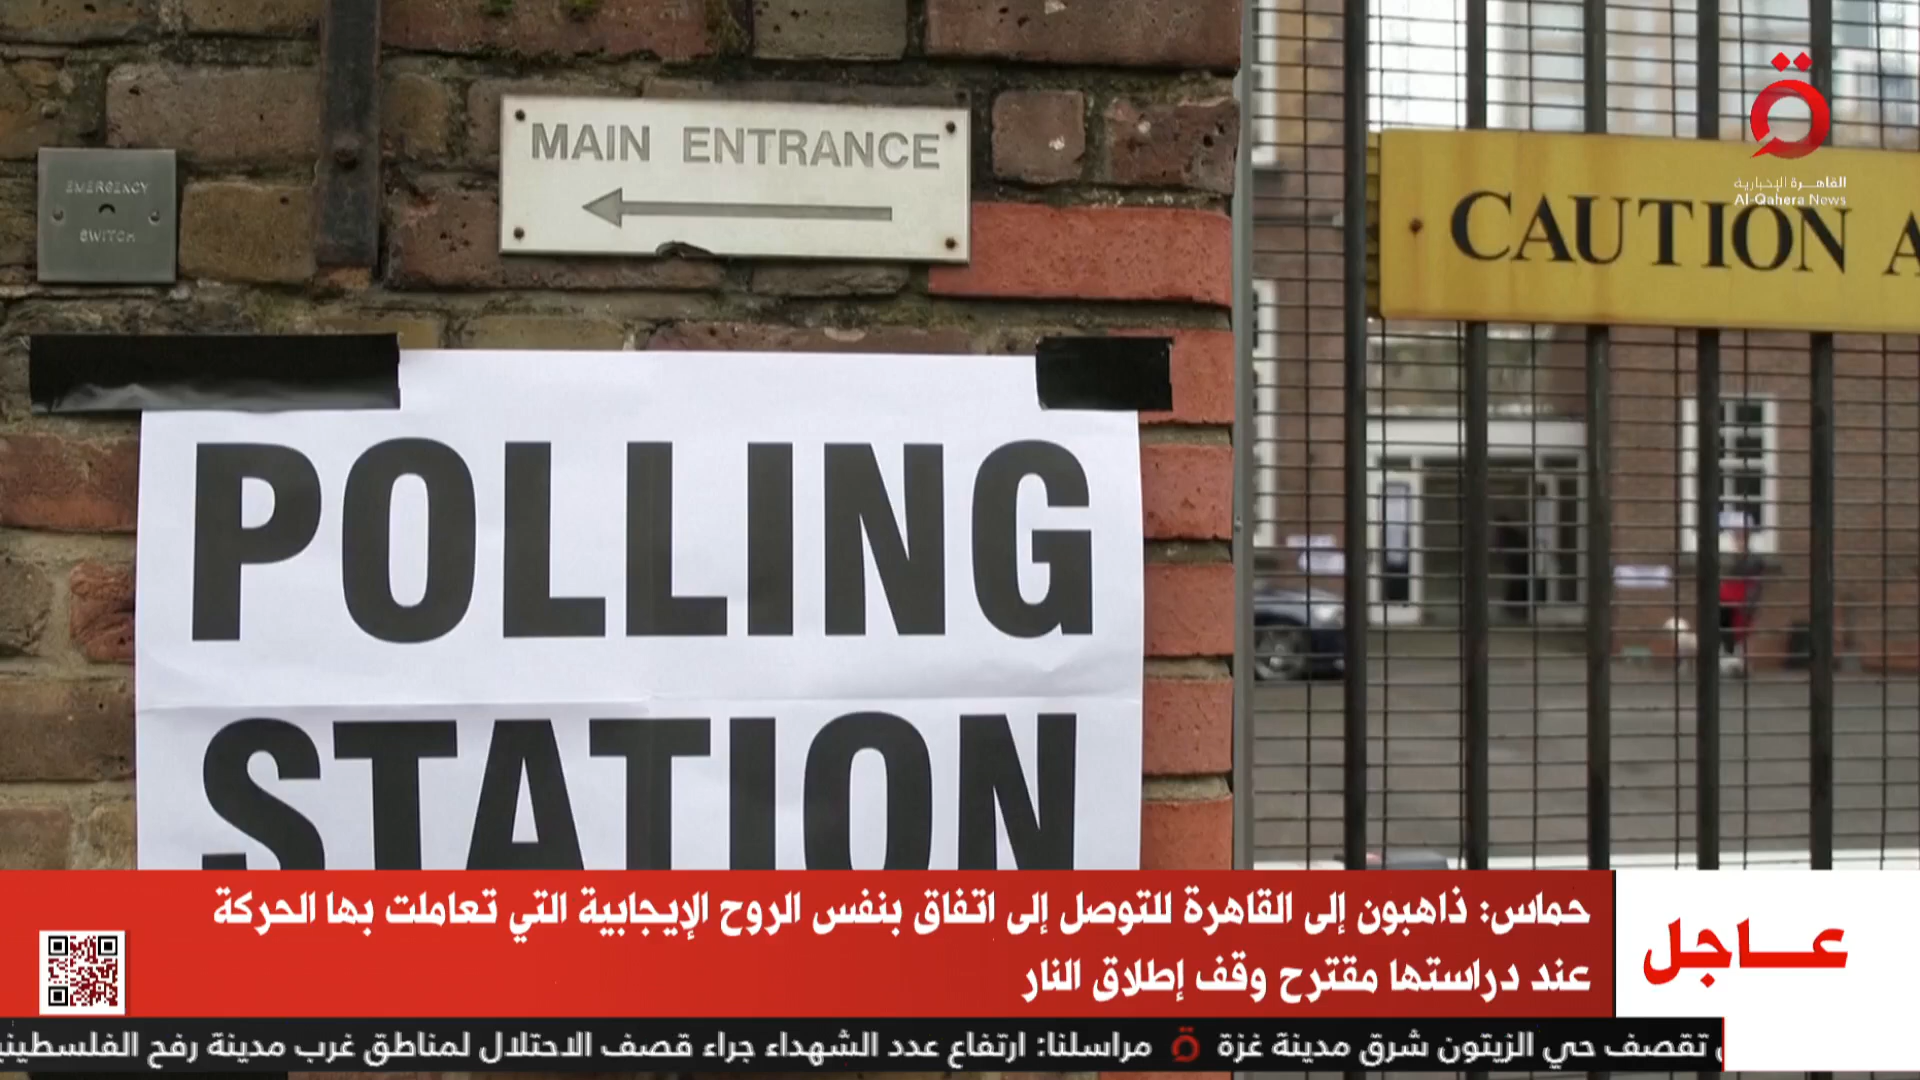 القاهرة الإخبارية
Al-Qahera News
MAIN ENTRANCE
EMERGENCY
SWITCH
CAUTION A
POLLING
STATION
عاجل
حماس: ذاهبون إلى القاهرة للتوصل إلى اتفاق بنفس الروح الإيجابية التي تعاملت بها الحركة
عند دراستها مقترح وقف إطلاق النار
تقصف حي الزيتون شرق مدينة غزة مراسلنا: ارتفاع عدد الشهداء جراء قصف الاحتلال لمناطق غرب مدينة رفح